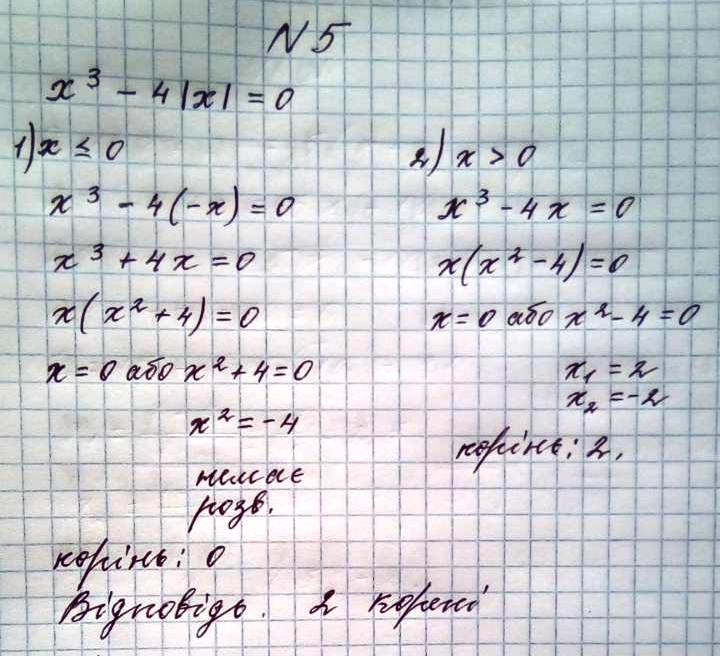 N 5
x³ - 4|x| = 0
1) x ≤ 0
x³ - 4(-x) = 0
x³ + 4x = 0
x(x² + 4) = 0
x = 0 або x² + 4 = 0
x² = -4
немає
розв.
корінь: 0
2) x > 0
x³ - 4x = 0
x(x² - 4) = 0
x = 0 або x² - 4 = 0
x₁ = 2
x₂ = -2
корінь: 2.
Відповідь. 2 корені